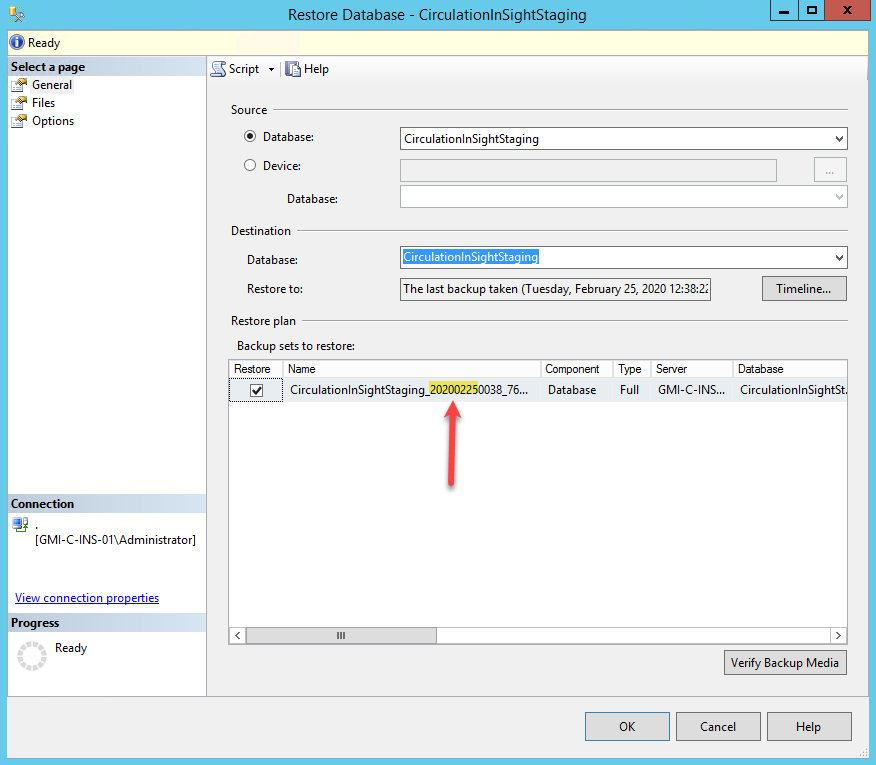 Restore Database - CirculationInSightStaging
Ready
Select a page
General
Files
Options
Script
Help
Source
Database:
CirculationInSightStaging
Device:
...
Database:
Destination
Database:
CirculationInSightStaging
Restore to:
The last backup taken (Tuesday, February 25, 2020 12:38:22
Timeline...
Restore plan
Backup sets to restore:
Restore Name Component Type Server Database
CirculationInSightStaging_202002250038_76... Database Full GMI-C-INS... CirculationInSightSt.
Connection
.
[GMI-C-INS-01\Administrator]
View connection properties
Progress
Ready
Verify Backup Media
OK
Cancel
Help